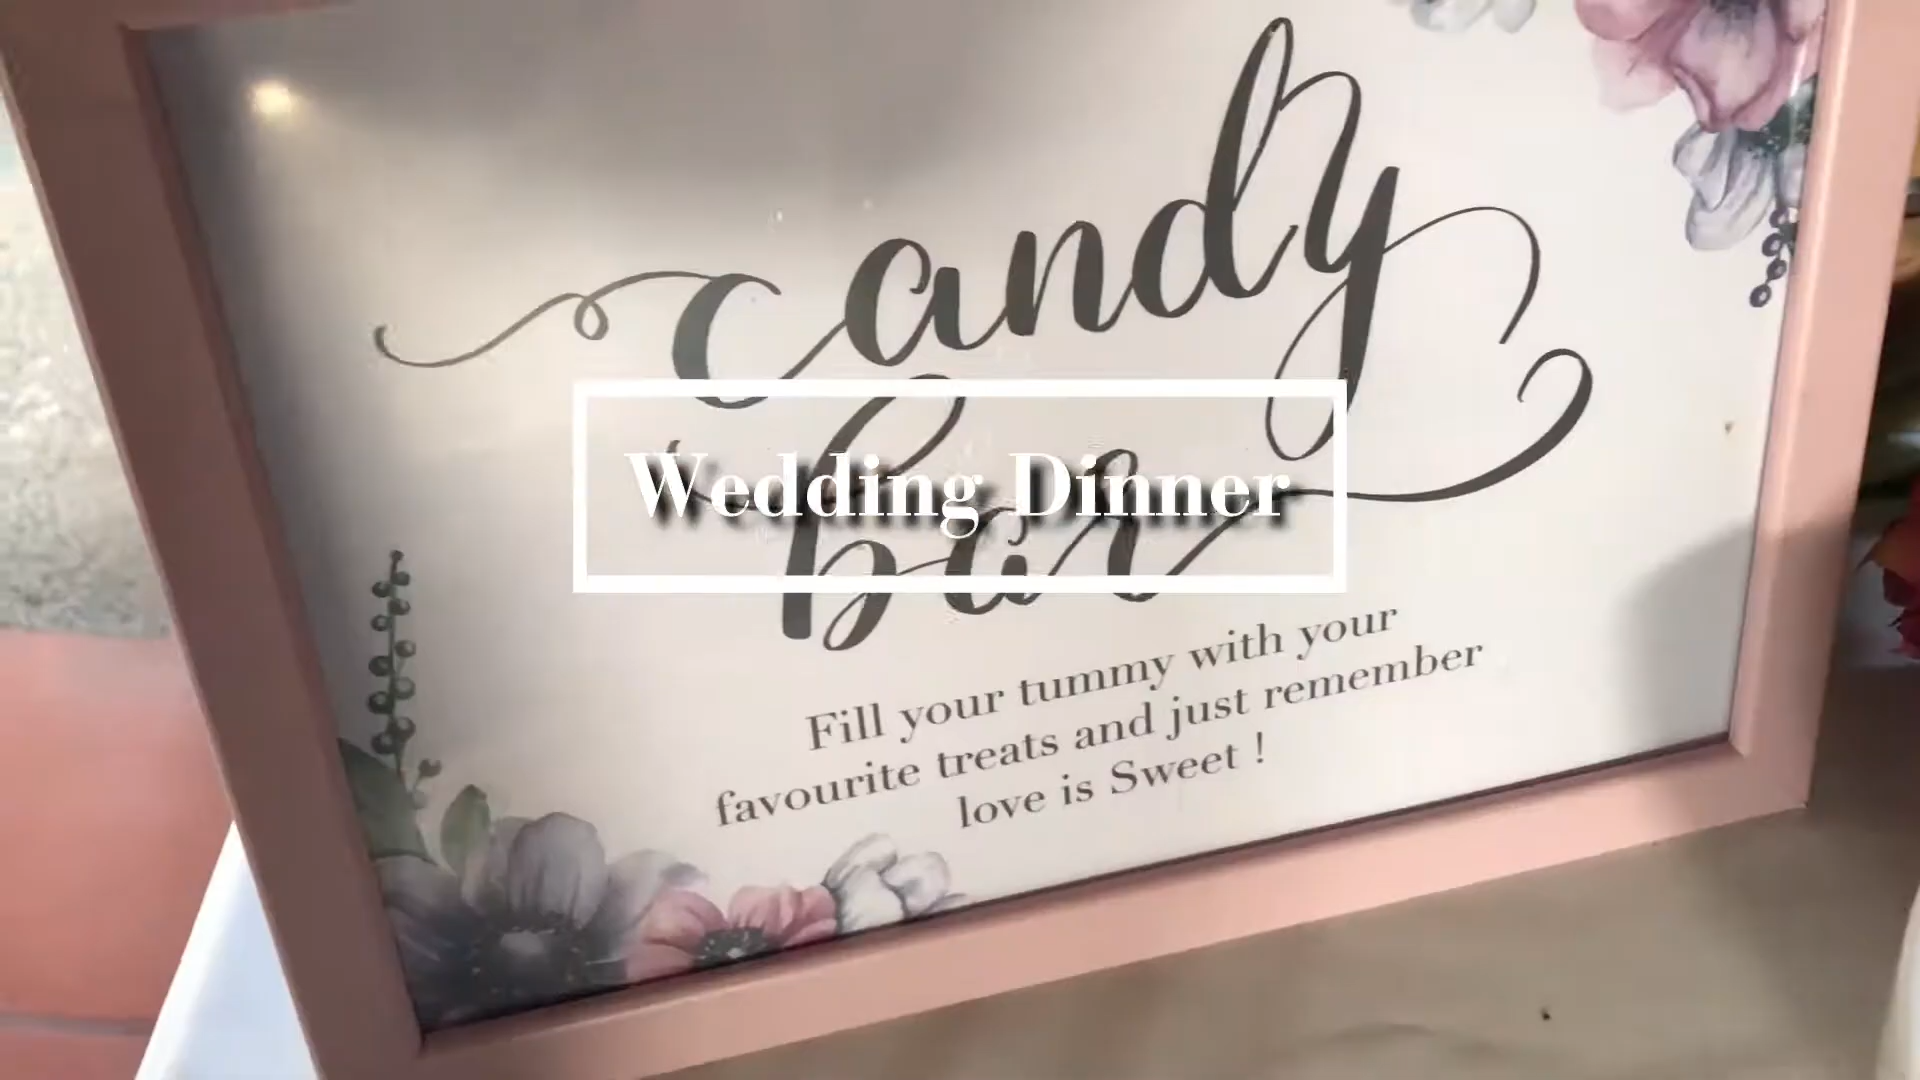 candy
bar
Wedding Dinner
Fill your tummy with your
favourite treats and just remember
love is Sweet !